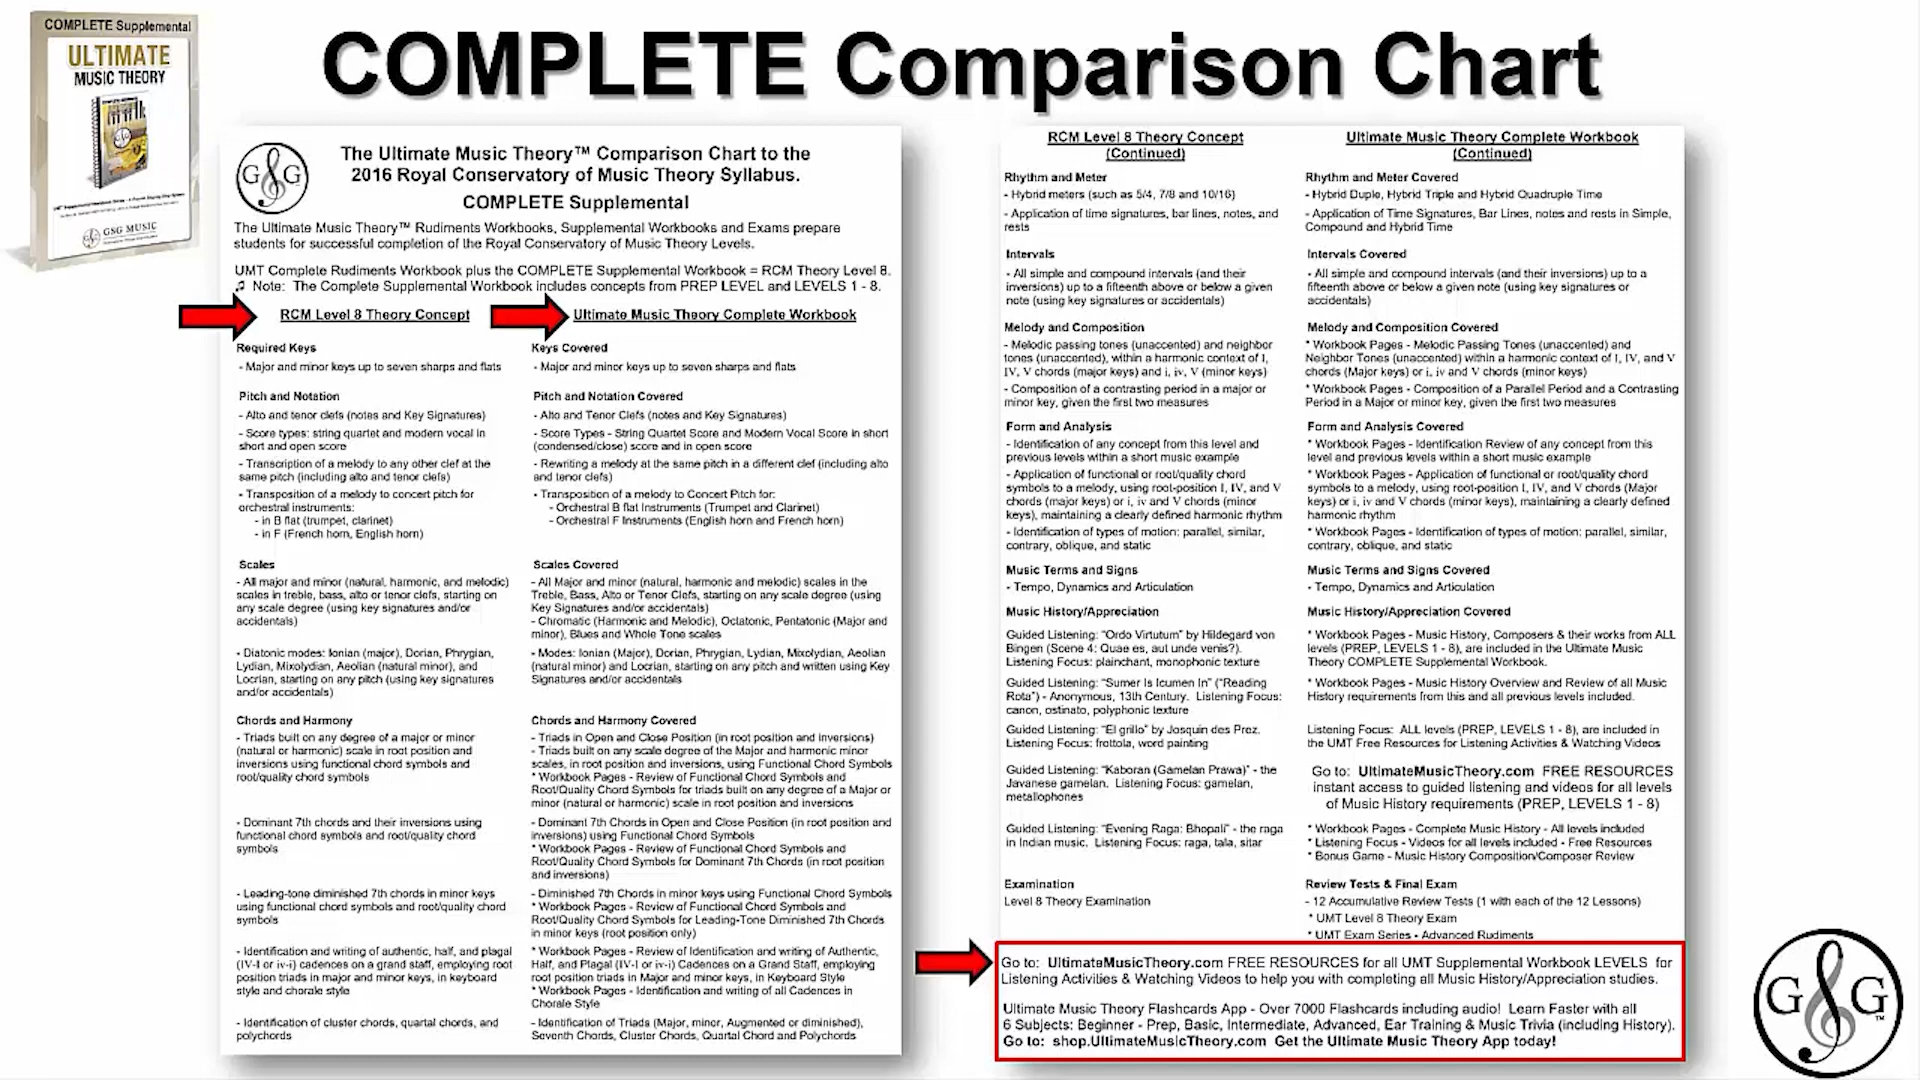 COMPLETE Supplemental
ULTIMATE
MUSIC THEORY
GSG MUSIC
COMPLETE Comparison Chart
G G
The Ultimate Music Theory™ Comparison Chart to the
2016 Royal Conservatory of Music Theory Syllabus.
COMPLETE Supplemental
The Ultimate Music Theory™ Rudiments Workbooks, Supplemental Workbooks and Exams prepare
students for successful completion of the Royal Conservatory of Music Theory Levels.
UMT Complete Rudiments Workbook plus the COMPLETE Supplemental Workbook = RCM Theory Level 8.
♫ Note: The Complete Supplemental Workbook includes concepts from PREP LEVEL and LEVELS 1 - 8.
RCM Level 8 Theory Concept
Required Keys
- Major and minor keys up to seven sharps and flats
Pitch and Notation
- Alto and tenor clefs (notes and Key Signatures)
- Score types: string quartet and modern vocal in
short and open score
- Transcription of a melody to any other clef at the
same pitch (including alto and tenor clefs)
- Transposition of a melody to concert pitch for
orchestral instruments:
- in B flat (trumpet, clarinet)
- in F (French horn, English horn)
Scales
- All major and minor (natural, harmonic, and melodic)
scales in treble, bass, alto or tenor clefs, starting on
any scale degree (using key signatures and/or
accidentals)
- Diatonic modes: Ionian (major), Dorian, Phrygian,
Lydian, Mixolydian, Aeolian (natural minor), and
Locrian, starting on any pitch (using key signatures
and/or accidentals)
Chords and Harmony
- Triads built on any degree of a major or minor
(natural or harmonic) scale in root position and
inversions using functional chord symbols and
root/quality chord symbols
- Dominant 7th chords and their inversions using
functional chord symbols and root/quality chord
symbols
- Leading-tone diminished 7th chords in minor keys
using functional chord symbols and root/quality chord
symbols
- Identification and writing of authentic, half, and plagal
(IV-I or iv-i) cadences on a grand staff, employing root
position triads in major and minor keys, in keyboard
style and chorale style
- Identification of cluster chords, quartal chords, and
polychords
Ultimate Music Theory Complete Workbook
Keys Covered
- Major and minor keys up to seven sharps and flats
Pitch and Notation Covered
- Alto and Tenor Clefs (notes and Key Signatures)
- Score Types - String Quartet Score and Modern Vocal Score in short
(condensed/close) score and in open score
- Rewriting a melody at the same pitch in a different clef (including alto
and tenor clefs)
- Transposition of a melody to Concert Pitch for:
- Orchestral B flat Instruments (Trumpet and Clarinet)
- Orchestral F Instruments (English horn and French horn)
Scales Covered
- All Major and minor (natural, harmonic and melodic) scales in the
Treble, Bass, Alto or Tenor Clefs, starting on any scale degree (using
Key Signatures and/or accidentals)
- Chromatic (Harmonic and Melodic), Octatonic, Pentatonic (Major and
minor), Blues and Whole Tone scales
- Modes: Ionian (Major), Dorian, Phrygian, Lydian, Mixolydian, Aeolian
(natural minor) and Locrian, starting on any pitch and written using Key
Signatures and/or accidentals
Chords and Harmony Covered
- Triads in Open and Close Position (in root position and inversions)
- Triads built on any scale degree of the Major and harmonic minor
scales, in root position and inversions, using Functional Chord Symbols
* Workbook Pages - Review of Functional Chord Symbols and
Root/Quality Chord Symbols for triads built on any degree of a Major or
minor (natural or harmonic) scale in root position and inversions
- Dominant 7th Chords in Open and Close Position (in root position and
inversions) using Functional Chord Symbols
* Workbook Pages - Review of Functional Chord Symbols and
Root/Quality Chord Symbols for Dominant 7th Chords (in root position
and inversions)
- Diminished 7th Chords in minor keys using Functional Chord Symbols
* Workbook Pages - Review of Functional Chord Symbols and
Root/Quality Chord Symbols for Leading-Tone Diminished 7th Chords
in minor keys (root position only)
* Workbook Pages - Review of Identification and writing of Authentic,
Half, and Plagal (IV-I or iv-i) Cadences on a Grand Staff, employing
root position triads in Major and minor keys, in Keyboard Style
* Workbook Pages - Identification and writing of all Cadences in
Chorale Style
- Identification of Triads (Major, minor, Augmented or diminished),
Seventh Chords, Cluster Chords, Quartal Chord and Polychords
RCM Level 8 Theory Concept
(Continued)
Rhythm and Meter
- Hybrid meters (such as 5/4, 7/8 and 10/16)
- Application of time signatures, bar lines, notes, and
rests
Intervals
- All simple and compound intervals (and their
inversions) up to a fifteenth above or below a given
note (using key signatures or accidentals)
Melody and Composition
- Melodic passing tones (unaccented) and neighbor
tones (unaccented), within a harmonic context of I,
IV, V chords (major keys) and i, iv, V (minor keys)
- Composition of a contrasting period in a major or
minor key, given the first two measures
Form and Analysis
- Identification of any concept from this level and
previous levels within a short music example
- Application of functional or root/quality chord
symbols to a melody, using root-position I, IV, and V
chords (major keys) or i, iv and V chords (minor
keys), maintaining a clearly defined harmonic rhythm
- Identification of types of motion: parallel, similar,
contrary, oblique, and static
Music Terms and Signs
- Tempo, Dynamics and Articulation
Music History/Appreciation
Guided Listening: "Ordo Virtutum" by Hildegard von
Bingen (Scene 4: Quae es, aut unde venis?).
Listening Focus: plainchant, monophonic texture
Guided Listening: "Sumer Is Icumen In" ("Reading
Rota") - Anonymous, 13th Century. Listening Focus:
canon, ostinato, polyphonic texture
Guided Listening: "El grillo" by Josquin des Prez.
Listening Focus: frottola, word painting
Guided Listening: "Kaboran (Gamelan Prawa)" - the
Javanese gamelan. Listening Focus: gamelan,
metallophones
Guided Listening: "Evening Raga: Bhopali" - the raga
in Indian music. Listening Focus: raga, tala, sitar
Examination
Level 8 Theory Examination
Ultimate Music Theory Complete Workbook
(Continued)
Rhythm and Meter Covered
- Hybrid Duple, Hybrid Triple and Hybrid Quadruple Time
- Application of Time Signatures, Bar Lines, notes and rests in Simple,
Compound and Hybrid Time
Intervals Covered
- All simple and compound intervals (and their inversions) up to a
fifteenth above or below a given note (using key signatures or
accidentals)
Melody and Composition Covered
* Workbook Pages - Melodic Passing Tones (unaccented) and
Neighbor Tones (unaccented) within a harmonic context of I, IV, and V
chords (Major keys) or i, iv and V chords (minor keys)
* Workbook Pages - Composition of a Parallel Period and a Contrasting
Period in a Major or minor key, given the first two measures
Form and Analysis Covered
* Workbook Pages - Identification Review of any concept from this
level and previous levels within a short music example
* Workbook Pages - Application of functional or root/quality chord
symbols to a melody, using root-position I, IV, and V chords (Major
keys) or i, iv and V chords (minor keys), maintaining a clearly defined
harmonic rhythm
* Workbook Pages - Identification of types of motion: parallel, similar,
contrary, oblique, and static
Music Terms and Signs Covered
- Tempo, Dynamics and Articulation
Music History/Appreciation Covered
* Workbook Pages - Music History, Composers & their works from ALL
levels (PREP, LEVELS 1 - 8), are included in the Ultimate Music
Theory COMPLETE Supplemental Workbook.
* Workbook Pages - Music History Overview and Review of all Music
History requirements from this and all previous levels included.
Listening Focus: ALL levels (PREP, LEVELS 1 - 8), are included in
the UMT Free Resources for Listening Activities & Watching Videos
Go to: UltimateMusicTheory.com FREE RESOURCES
instant access to guided listening and videos for all levels
of Music History requirements (PREP, LEVELS 1 - 8)
* Workbook Pages - Complete Music History - All levels included
* Listening Focus - Videos for all levels included - Free Resources
* Bonus Game - Music History Composition/Composer Review
Review Tests & Final Exam
- 12 Accumulative Review Tests (1 with each of the 12 Lessons)
* UMT Level 8 Theory Exam
* UMT Exam Series - Advanced Rudiments
Go to: UltimateMusicTheory.com FREE RESOURCES for all UMT Supplemental Workbook LEVELS for
Listening Activities & Watching Videos to help you with completing all Music History/Appreciation studies.
Ultimate Music Theory Flashcards App - Over 7000 Flashcards including audio! Learn Faster with all
6 Subjects: Beginner - Prep, Basic, Intermediate, Advanced, Ear Training & Music Trivia (including History).
Go to: shop.UltimateMusicTheory.com Get the Ultimate Music Theory App today!
G G
TM